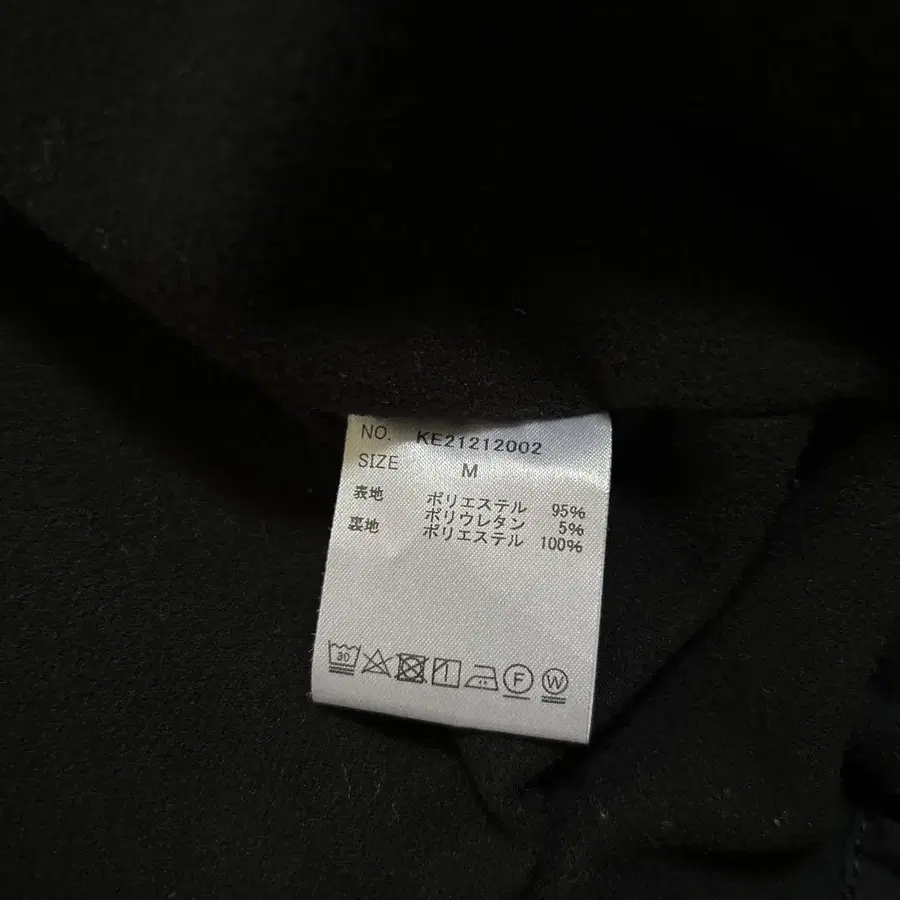 NO. KE21212002
SIZE M
表地 ポリエステル 95%
ポリウレタン 5%
裏地 ポリエステル 100%
30 F W